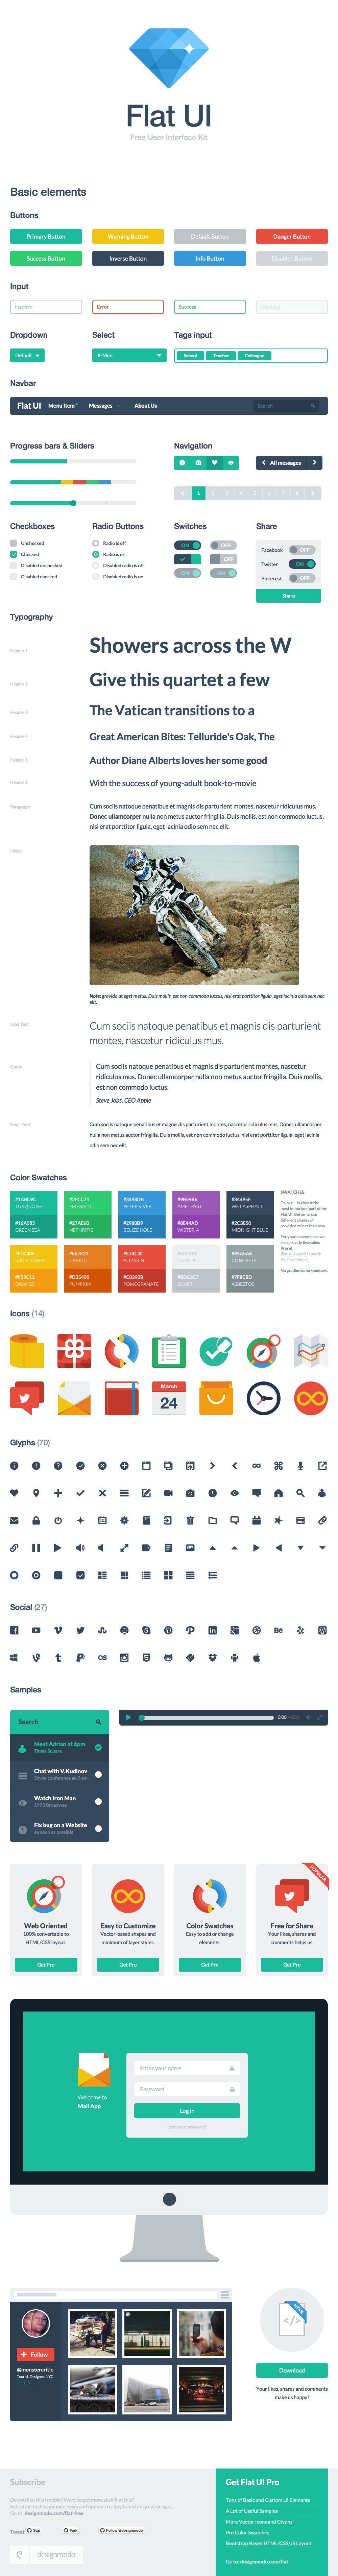 Flat UI
Free User Interface Kit
Basic elements
Buttons
Primary Button
Warning Button
Default Button
Danger Button
Success Button
Inverse Button
Info Button
Disabled Button
Input
Inactive
Error
Success
Disabled
Dropdown
Select
Tags input
Default
X-Men
School
Teacher
Colleague
Navbar
Flat UI
Menu Item
Messages
About Us
Search
Progress bars & Sliders
Navigation
All messages
1 2 3 4 5 6 7 8
Checkboxes
Radio Buttons
Switches
Share
Unchecked
Checked
Disabled unchecked
Disabled checked
Radio is off
Radio is on
Disabled radio is off
Disabled radio is on
ON OFF
OFF
ON ON
Facebook OFF
Twitter ON
Pinterest OFF
Share
Typography
Header 1
Showers across the W
Header 2
Give this quartet a few
Header 3
The Vatican transitions to a
Header 4
Great American Bites: Telluride's Oak, The
Header 5
Author Diane Alberts loves her some good
Header 6
With the success of young-adult book-to-movie
Paragraph
Cum sociis natoque penatibus et magnis dis parturient montes, nascetur ridiculus mus.
Donec ullamcorper nulla non metus auctor fringilla. Duis mollis, est non commodo luctus,
nisi erat porttitor ligula, eget lacinia odio sem nec elit.
Image
Note: gravida at eget metus. Duis mollis, est non commodo luctus, nisi erat porttitor ligula, eget lacinia odio sem nec
elit.
Lead Text
Cum sociis natoque penatibus et magnis dis parturient
montes, nascetur ridiculus mus.
Quote
Cum sociis natoque penatibus et magnis dis parturient montes, nascetur
ridiculus mus. Donec ullamcorper nulla non metus auctor fringilla. Duis mollis,
est non commodo luctus.
Steve Jobs, CEO Apple
Small Font
Cum sociis natoque penatibus et magnis dis parturient montes, nascetur ridiculus mus. Donec ullamcorper
nulla non metus auctor fringilla. Duis mollis, est non commodo luctus, nisi erat porttitor ligula, eget lacinia
odio sem nec elit.
Color Swatches
#1ABC9C
TURQUOISE
#2ECC71
EMERALD
#3498DB
PETER RIVER
#9B59B6
AMETHYST
#34495E
WET ASPHALT
#16A085
GREEN SEA
#27AE60
NEPHRITIS
#2980B9
BELIZE HOLE
#8E44AD
WISTERIA
#2C3E50
MIDNIGHT BLUE
#F1C40F
SUN FLOWER
#E67E22
CARROT
#E74C3C
ALIZARIN
#ECF0F1
CLOUDS
#95A5A6
CONCRETE
#F39C12
ORANGE
#D35400
PUMPKIN
#C0392B
POMEGRANATE
#BDC3C7
SILVER
#7F8C8D
ASBESTOS
SWATCHES
Colors — is almost the
most important part of the
Flat UI. Better to use
different shades of
provided colors than new.
For your convenience we
also provide Swatches
Preset
No gradients, no shadows.
Icons (14)
March
24
Glyphs (70)
Social (27)
Samples
Search
Meet Adrian at 6pm
Times Square
Chat with V.Kudinov
Skype conference at 9 am
Watch Iron Man
1998 Broadway
Fix bug on a Website
As soon as possible
0:00
POPULAR
Web Oriented
100% convertable to
HTML/CSS layout.
Get Pro
Easy to Customize
Vector-based shapes and
minimum of layer styles.
Get Pro
Color Swatches
Easy to add or change
elements.
Get Pro
Free for Share
Your likes, shares and
comments helps us.
Get Pro
Welcome to
Mail App
Enter your name
Password
Log in
Lost your password?
Follow
@monstercritic
Tourist, Designer. NYC
Download
Your likes, shares and comments
make us happy!
Subscribe
Do you like this freebie? Want to get more stuff like this?
Subscribe to designmodo news and updates to stay tuned on great designs.
Go to: designmodo.com/flat-free
Tweet
Star
Fork
Follow @designmodo
designmodo
Get Flat UI Pro
Tons of Basic and Custom UI Elements
A Lot of Useful Samples
More Vector Icons and Glyphs
Pro Color Swatches
Bootstrap Based HTML/CSS/JS Layout
Go to: designmodo.com/flat